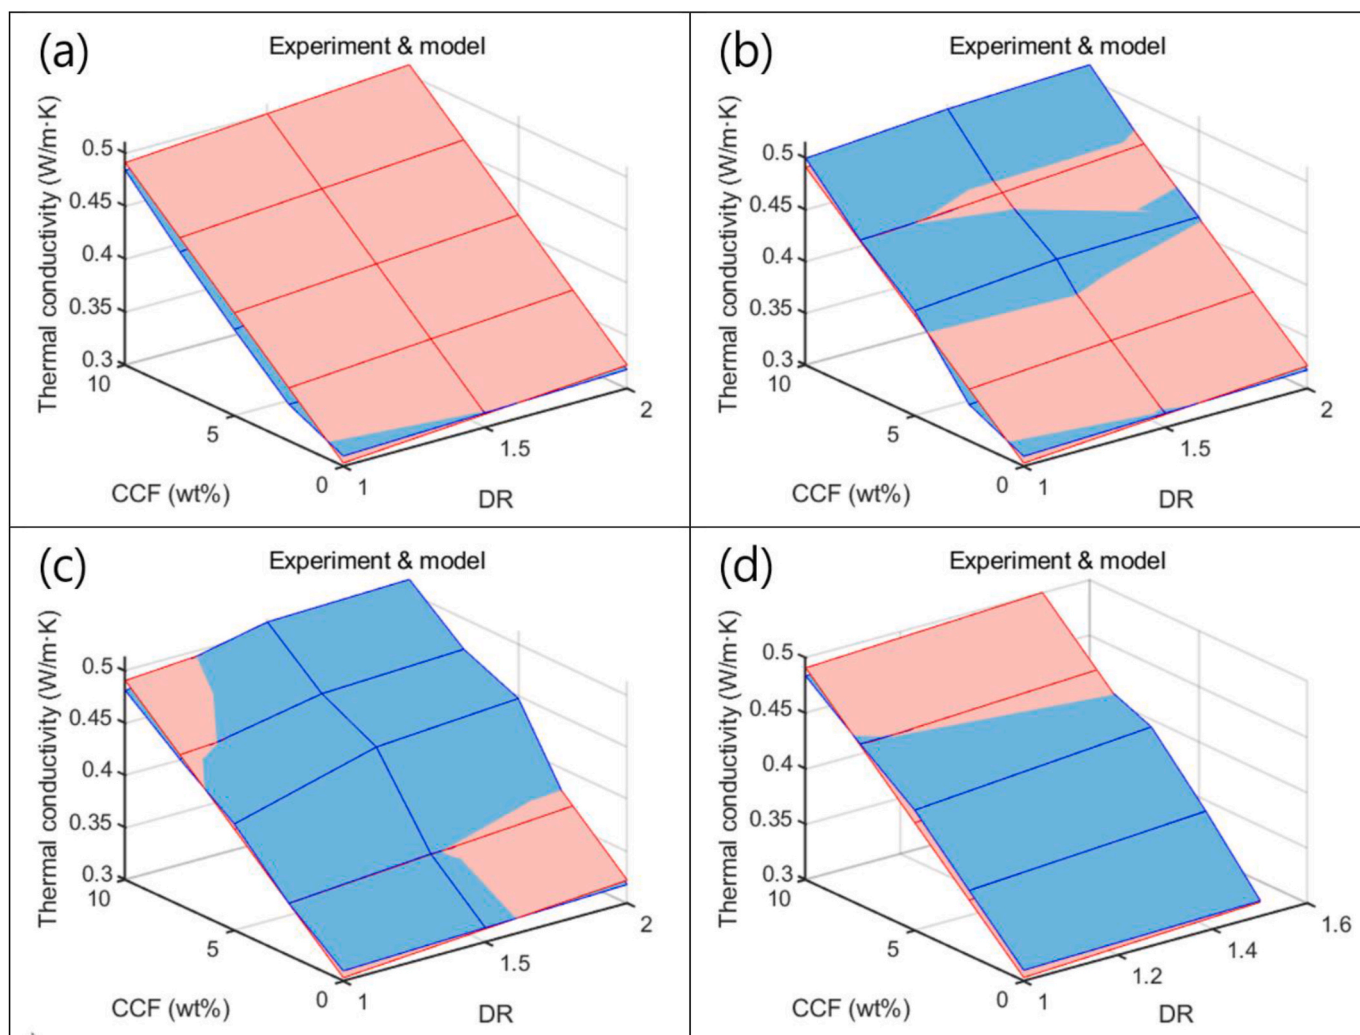 (a)
Experiment & model
Thermal conductivity (W/m·K)
0.5
0.45
0.4
0.35
0.3
10
5
0
CCF (wt%)
1
1.5
2
DR
(b)
Experiment & model
Thermal conductivity (W/m·K)
0.5
0.45
0.4
0.35
0.3
10
5
0
CCF (wt%)
1
1.5
2
DR
(c)
Experiment & model
Thermal conductivity (W/m·K)
0.5
0.45
0.4
0.35
0.3
10
5
0
CCF (wt%)
1
1.5
2
DR
(d)
Experiment & model
Thermal conductivity (W/m·K)
0.5
0.45
0.4
0.35
0.3
10
5
0
CCF (wt%)
1
1.2
1.4
1.6
DR